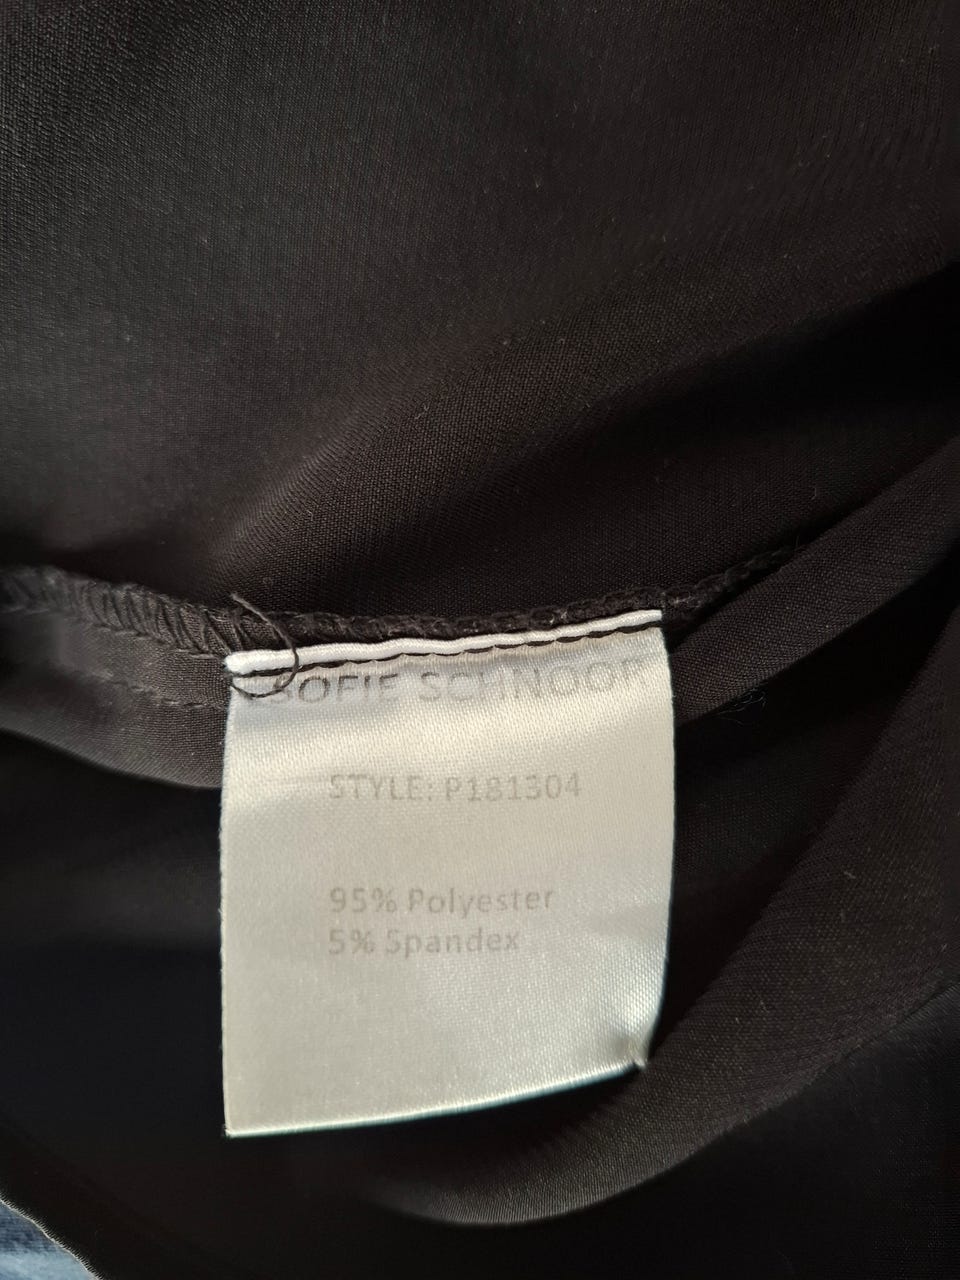 SOFIE SCHNOOR
STYLE: P181304
95% Polyester
5% Spandex